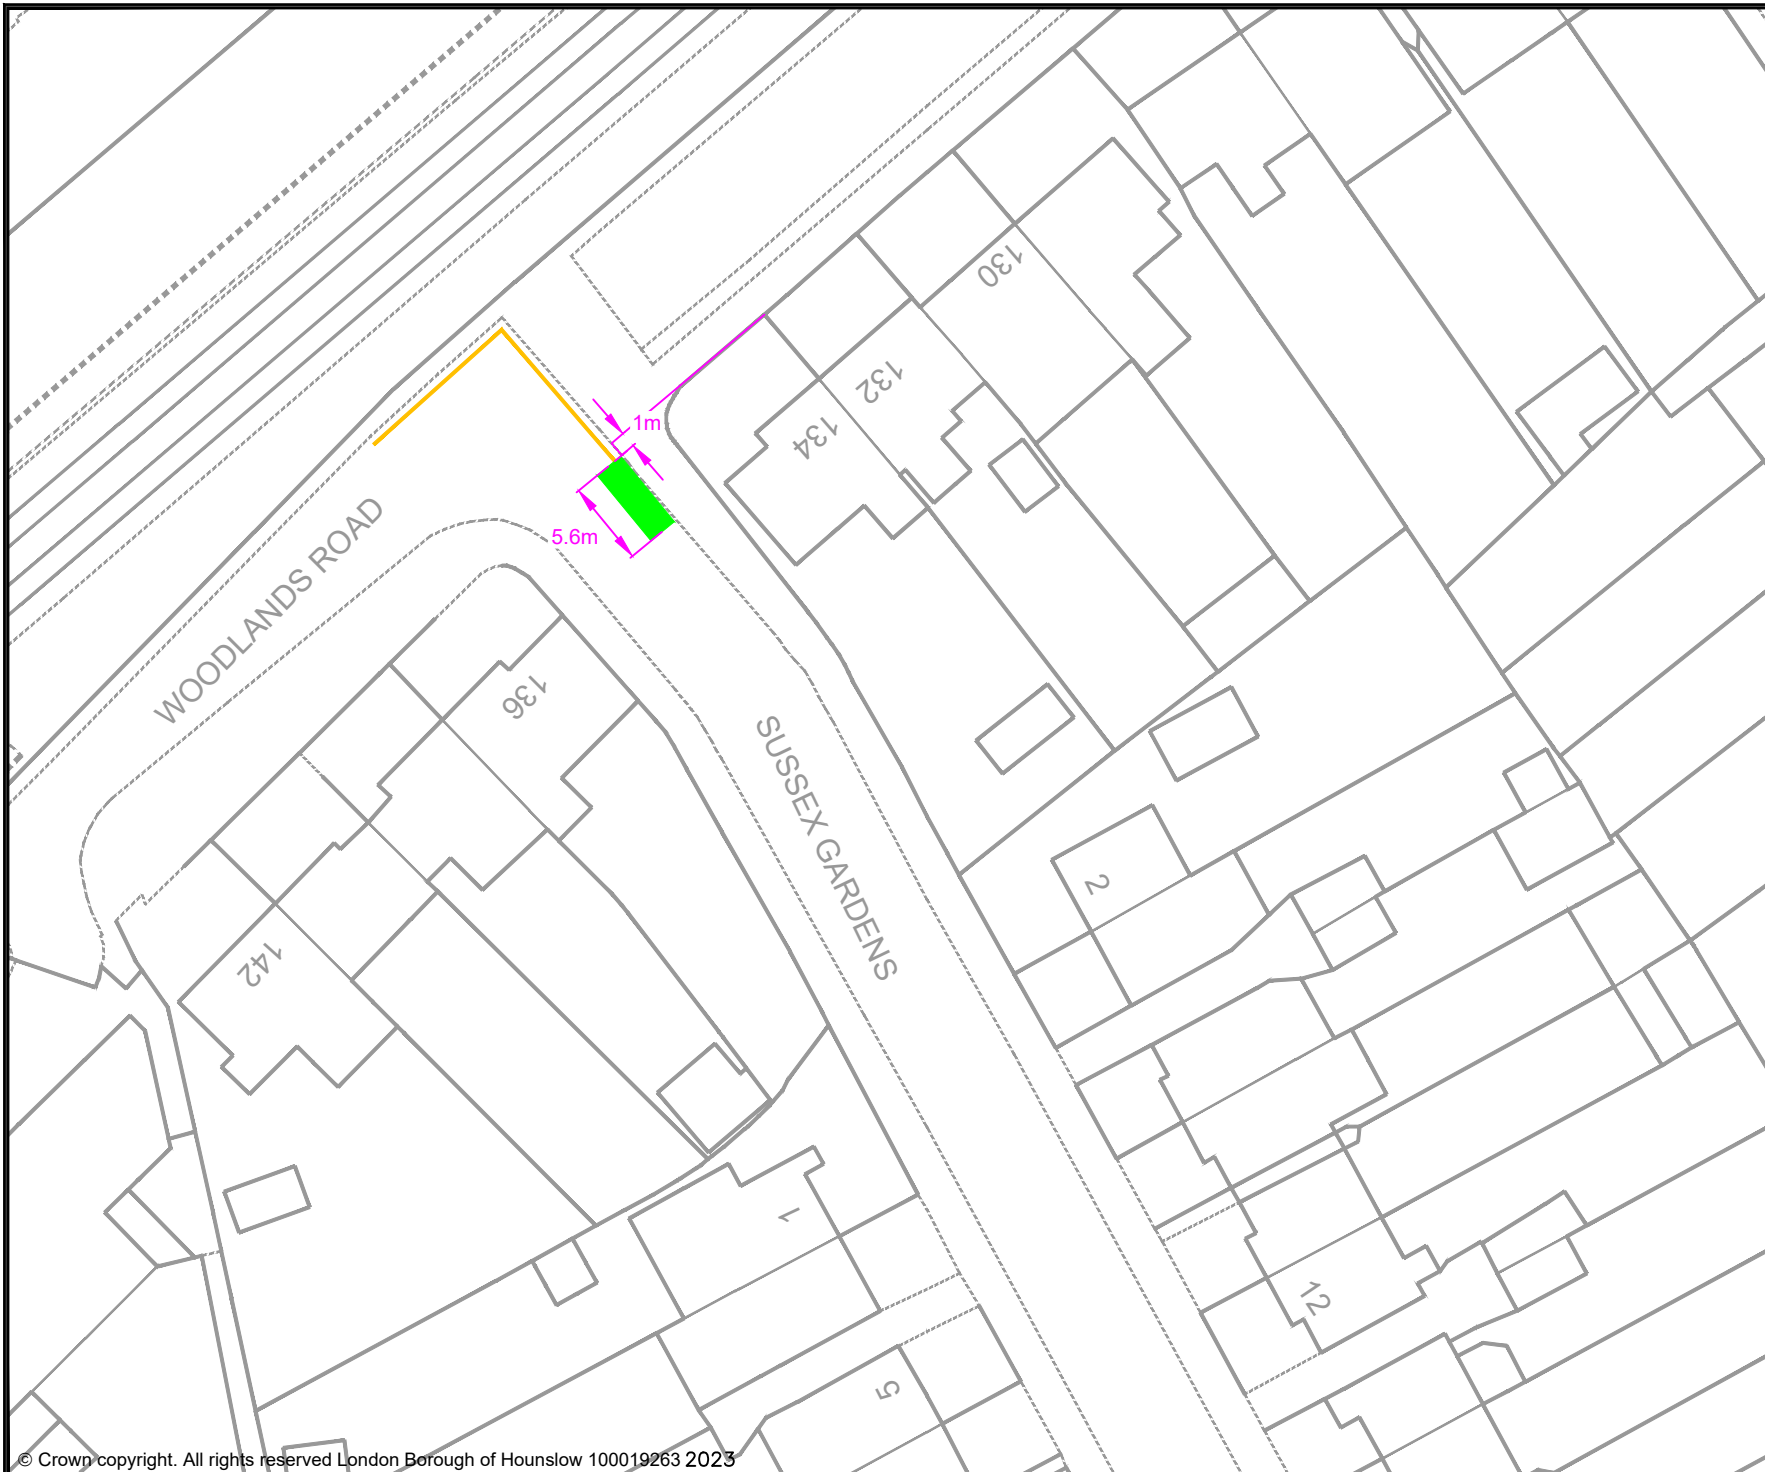 130
132
134
1m
5.6m
WOODLANDS ROAD
136
SUSSEX GARDENS
2
142
1
12
5
© Crown copyright. All rights reserved London Borough of Hounslow 100019263 2023